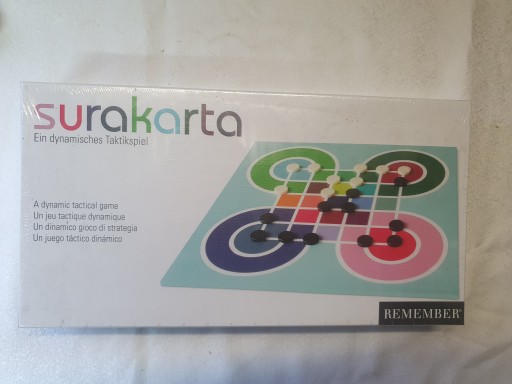 surakarta
Ein dynamisches Taktikspiel
A dynamic tactical game
Un jeu tactique dynamique
Un dinamico gioco di strategia
Un juego táctico dinámico
REMEMBER®